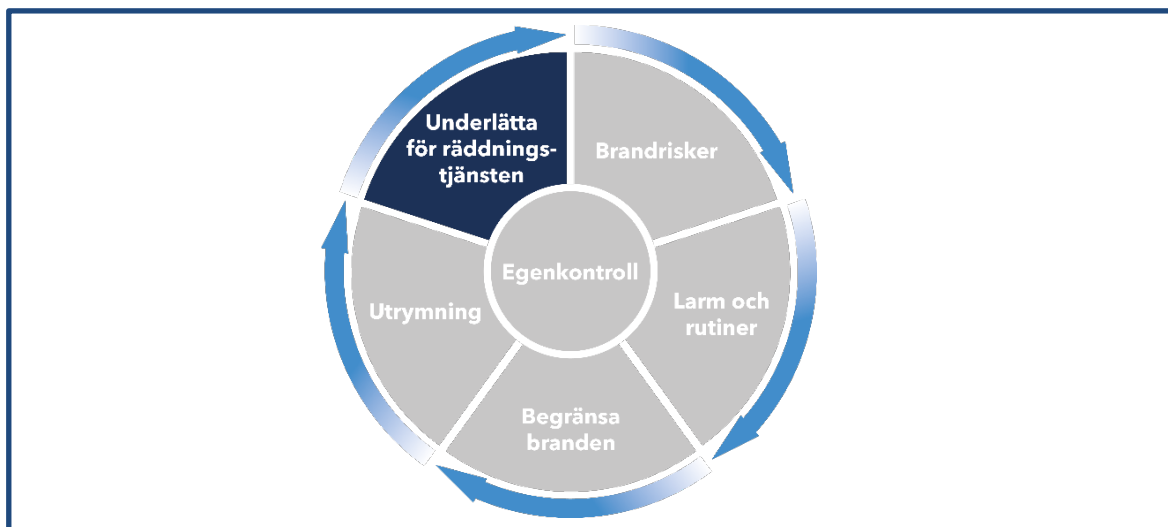 Underlätta
för räddnings-
tjänsten
Brandrisker
Egenkontroll
Larm och
rutiner
Utrymning
Begränsa
branden